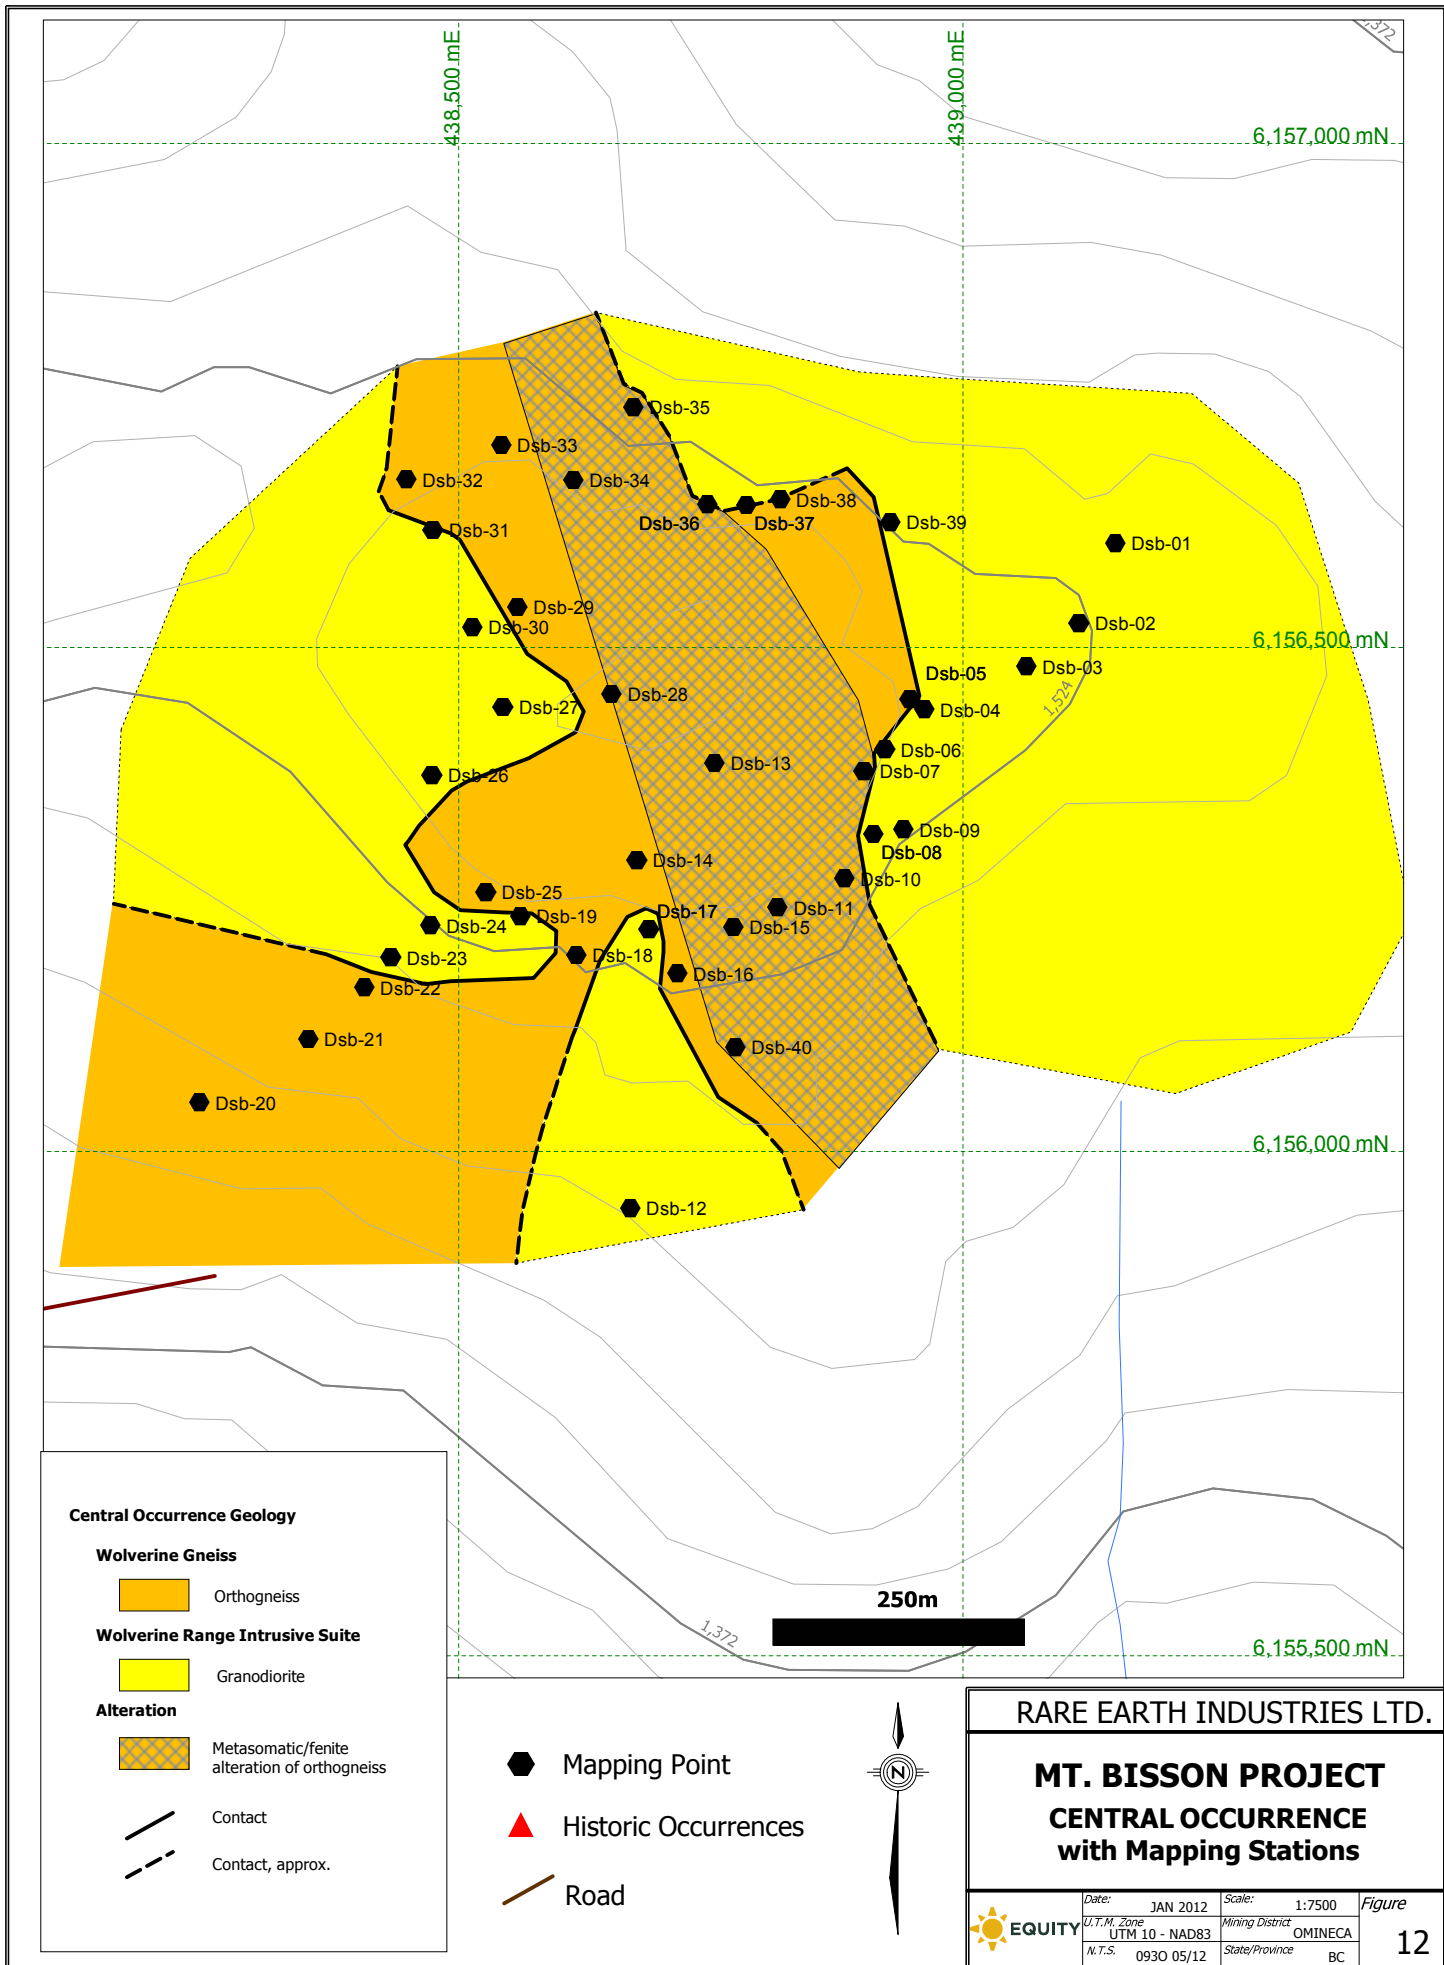 1,372
438,500 mE
439,000 mE
6,157,000 mN
Dsb-35
Dsb-33
Dsb-32
Dsb-34
Dsb-38
Dsb-36
Dsb-37
Dsb-39
Dsb-31
Dsb-01
Dsb-29
Dsb-30
Dsb-02
6,156,500 mN
Dsb-03
Dsb-05
Dsb-28
Dsb-27
Dsb-04
1,524
Dsb-06
Dsb-13
Dsb-07
Dsb-26
Dsb-09
Dsb-08
Dsb-14
Dsb-10
Dsb-25
Dsb-11
Dsb-19
Dsb-17
Dsb-24
Dsb-15
Dsb-18
Dsb-23
Dsb-16
Dsb-22
Dsb-21
Dsb-40
Dsb-20
6,156,000 mN
Dsb-12
Central Occurrence Geology
Wolverine Gneiss
Orthogneiss
Wolverine Range Intrusive Suite
Granodiorite
Alteration
Metasomatic/fenite
alteration of orthogneiss
Contact
Contact, approx.
250m
1,372
6,155,500 mN
Mapping Point
Historic Occurrences
Road
N
RARE EARTH INDUSTRIES LTD.
MT. BISSON PROJECT
CENTRAL OCCURRENCE
with Mapping Stations
EQUITY
Date: JAN 2012
Scale: 1:7500
Figure
U.T.M. Zone UTM 10 - NAD83
Mining District OMINECA
12
N.T.S. 093O 05/12
State/Province BC